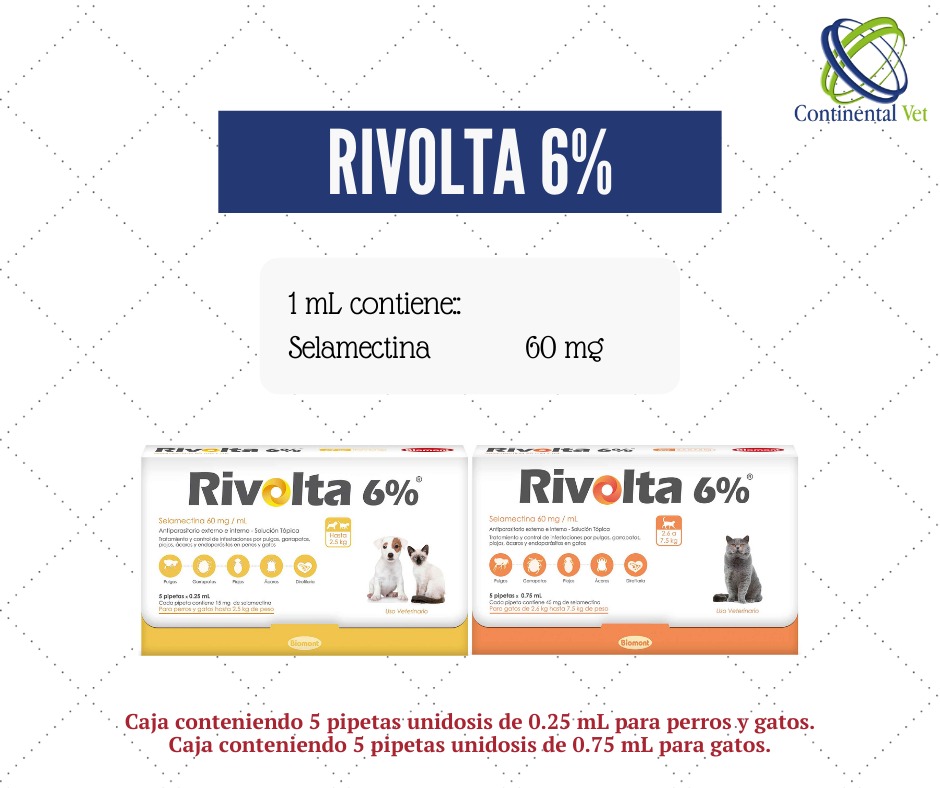 Continental Vet
RIVOLTA 6%
1 mL contiene::
Selamectina 60 mg
Rivolta 6%®
Selamectina 60 mg / mL
Antiparasitario externo e interno - Solución Tópica
Tratamiento y control de infestaciones por pulgas, garrapatas,
piojos, ácaros y endoparásitos en perros y gatos
Hasta
2.5 kg
Pulgas Garrapatas Piojos Ácaros Dirofilaria
5 pipetas x 0.25 mL
Cada pipeta contiene 15 mg de selamectina
Para perros y gatos hasta 2.5 kg de peso
Uso Veterinario
Biomont
Biomont
Rivolta 6%®
Selamectina 60 mg / mL
Antiparasitario externo e interno - Solución Tópica
Tratamiento y control de infestaciones por pulgas, garrapatas,
piojos, ácaros y endoparásitos en gatos
2.6 a
7.5 kg
Pulgas Garrapatas Piojos Ácaros Dirofilaria
5 pipetas x 0.75 mL
Cada pipeta contiene 45 mg de selamectina
Para gatos de 2.6 kg hasta 7.5 kg de peso
Uso Veterinario
Biomont
Biomont
Caja conteniendo 5 pipetas unidosis de 0.25 mL para perros y gatos.
Caja conteniendo 5 pipetas unidosis de 0.75 mL para gatos.